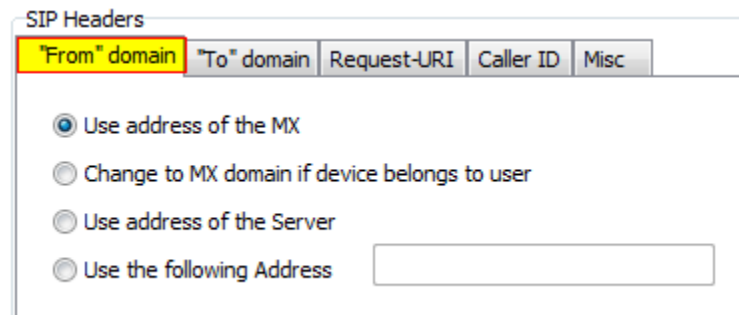 SIP Headers
"From" domain "To" domain Request-URI Caller ID Misc
Use address of the MX
Change to MX domain if device belongs to user
Use address of the Server
Use the following Address